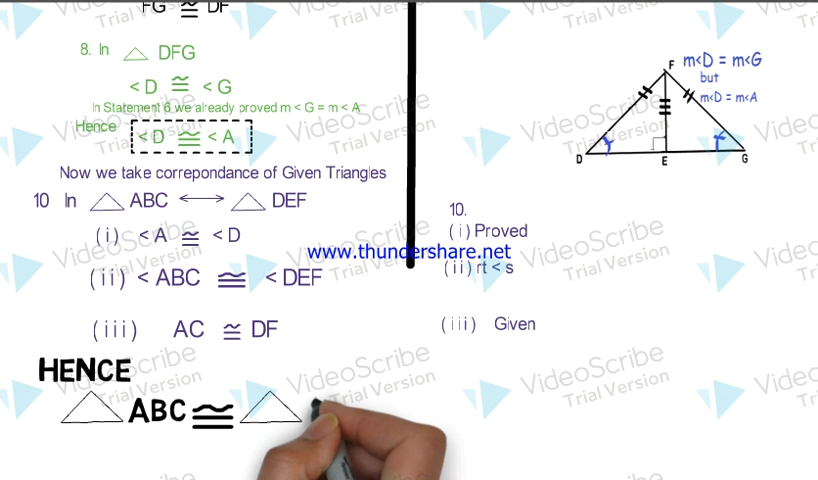 FG ≅ DF
8. In △ DFG
< D ≅ < G
In Statement 6 we already proved m < G = m < A
Hence < D ≅ < A
Now we take correpondance of Given Triangles
10 In △ ABC ⟷ △ DEF
( i ) < A ≅ < D
( ii ) < ABC ≅ < DEF
( iii ) AC ≅ DF
HENCE
△ ABC ≅ △
10.
( i ) Proved
( ii ) rt < s
( iii ) Given
www.thundershare.net
F
m<D = m<G
but
m<D = m<A
D
E
G
VideoScribe
Trial Version